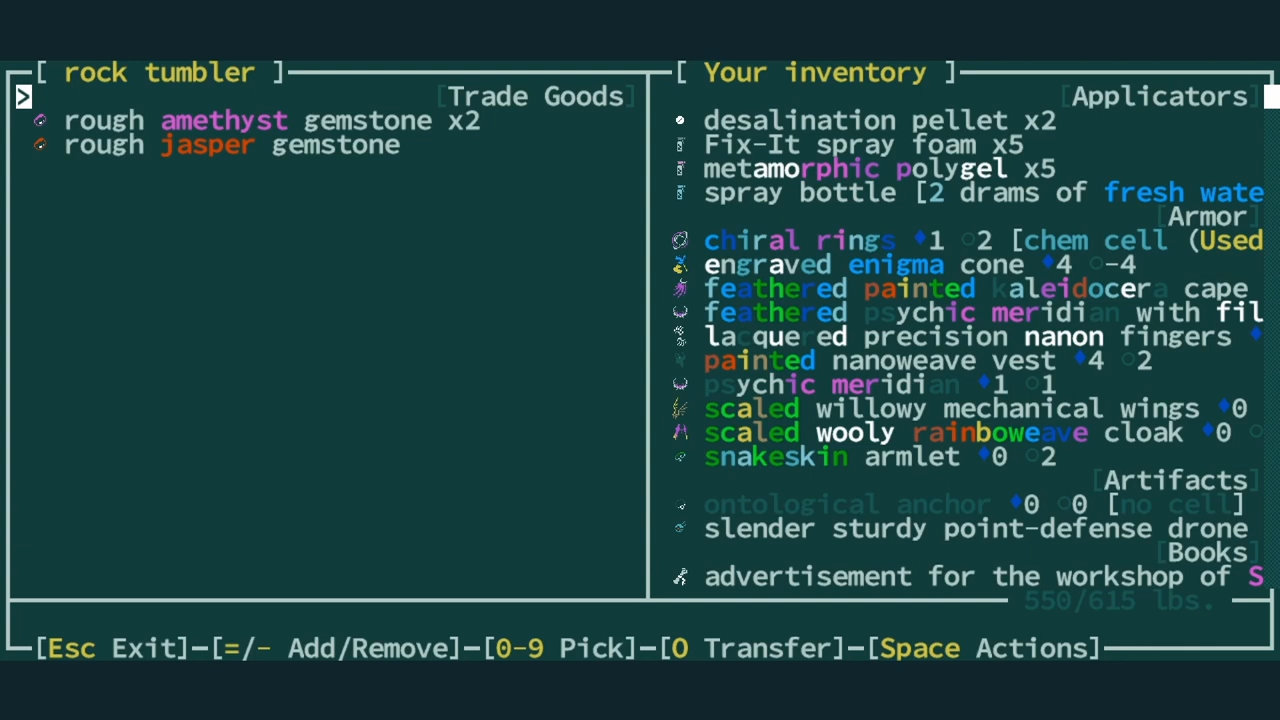 [ rock tumbler ]
[Trade Goods]
> 
rough amethyst gemstone x2
rough jasper gemstone
[ Your inventory ]
[Applicators]
desalination pellet x2
Fix-It spray foam x5
metamorphic polygel x5
spray bottle [2 drams of fresh wate
[Armor]
chiral rings ♦1 ○2 [chem cell (Used
engraved enigma cone ♦4 ○-4
feathered painted kaleidocera cape
feathered psychic meridian with fil
lacquered precision nanon fingers ♦
painted nanoweave vest ♦4 ○2
psychic meridian ♦1 ○1
scaled willowy mechanical wings ♦0
scaled wooly rainboweave cloak ♦0 ○
snakeskin armlet ♦0 ○2
[Artifacts]
ontological anchor ♦0 ○0 [no cell]
slender sturdy point-defense drone
[Books]
advertisement for the workshop of S
550/615 lbs.
[Esc Exit]-[=/- Add/Remove]-[0-9 Pick]-[O Transfer]-[Space Actions]